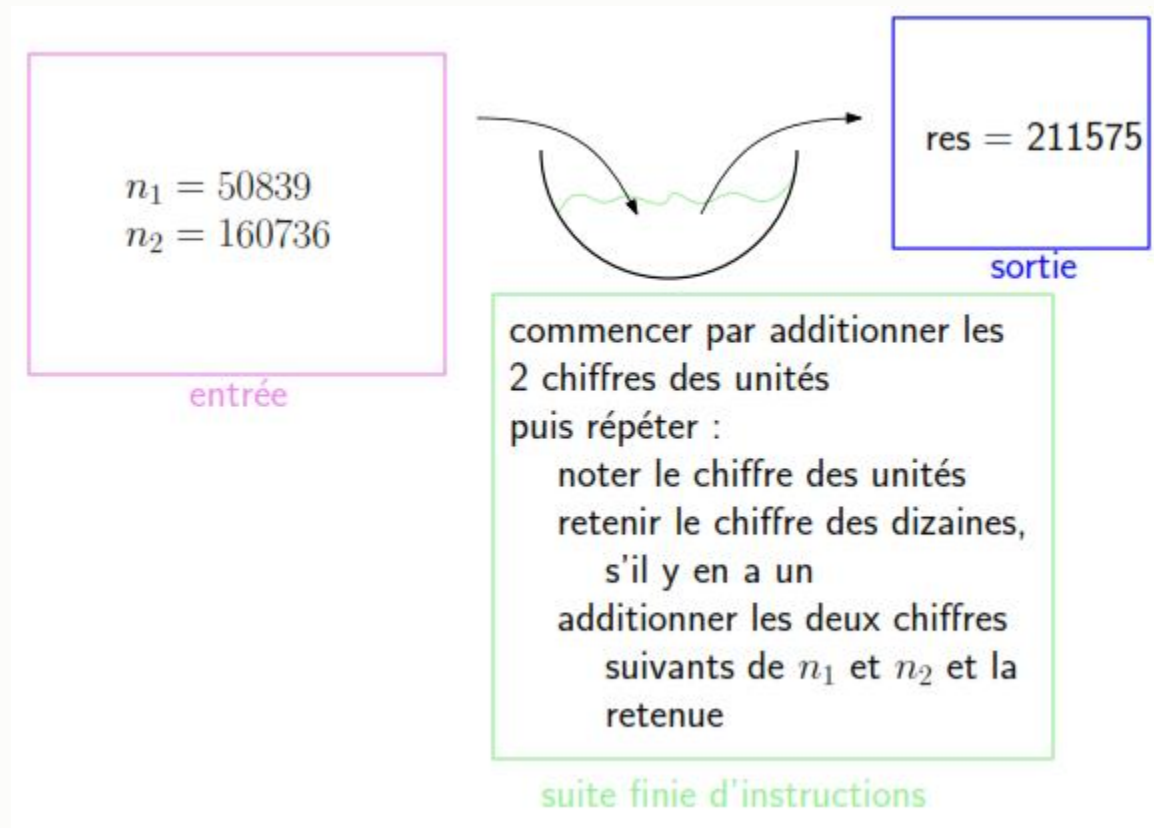 n₁ = 50839
n₂ = 160736
entrée
res = 211575
sortie
commencer par additionner les
2 chiffres des unités
puis répéter :
noter le chiffre des unités
retenir le chiffre des dizaines,
s'il y en a un
additionner les deux chiffres
suivants de n₁ et n₂ et la
retenue
suite finie d'instructions